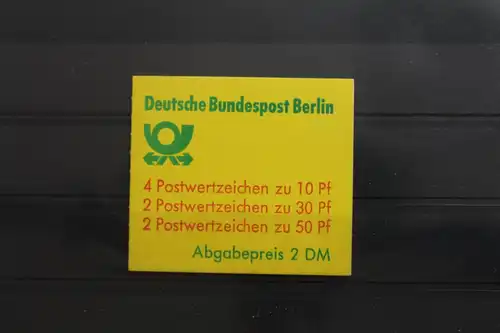 Deutsche Bundespost Berlin
4 Postwertzeichen zu 10 Pf
2 Postwertzeichen zu 30 Pf
2 Postwertzeichen zu 50 Pf
Abgabepreis 2 DM